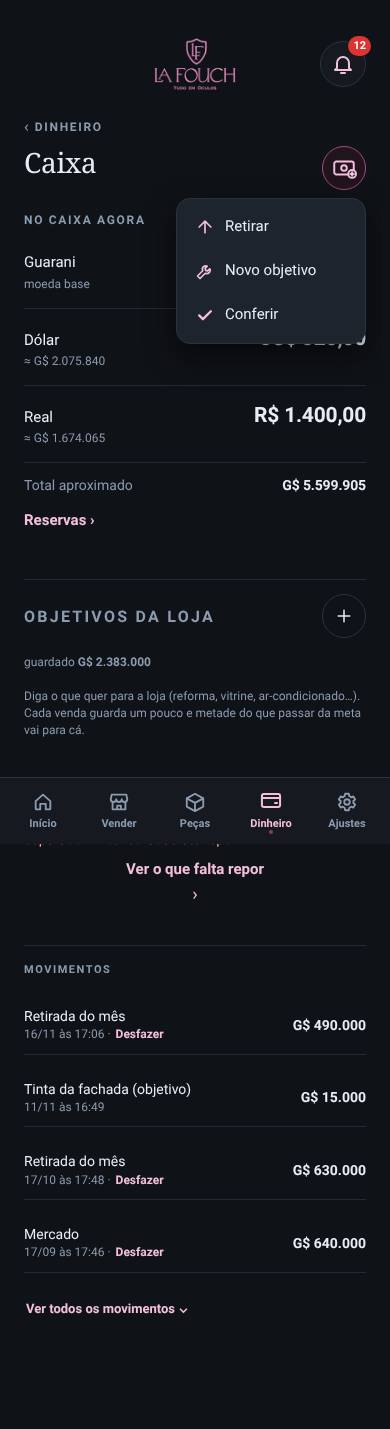 LF
LA FOUCH
TUDO EM ÓCULOS
12
‹ DINHEIRO
Caixa
NO CAIXA AGORA
Retirar
Novo objetivo
Conferir
Guarani
moeda base
Dólar
≈ G$ 2.075.840
Real
R$ 1.400,00
≈ G$ 1.674.065
Total aproximado
G$ 5.599.905
Reservas ›
OBJETIVOS DA LOJA
+
guardado G$ 2.383.000
Diga o que quer para a loja (reforma, vitrine, ar-condicionado…).
Cada venda guarda um pouco e metade do que passar da meta
vai para cá.
Início
Vender
Peças
Dinheiro
Ajustes
Ver o que falta repor
›
MOVIMENTOS
Retirada do mês
G$ 490.000
16/11 às 17:06 · Desfazer
Tinta da fachada (objetivo)
G$ 15.000
11/11 às 16:49
Retirada do mês
G$ 630.000
17/10 às 17:48 · Desfazer
Mercado
G$ 640.000
17/09 às 17:46 · Desfazer
Ver todos os movimentos